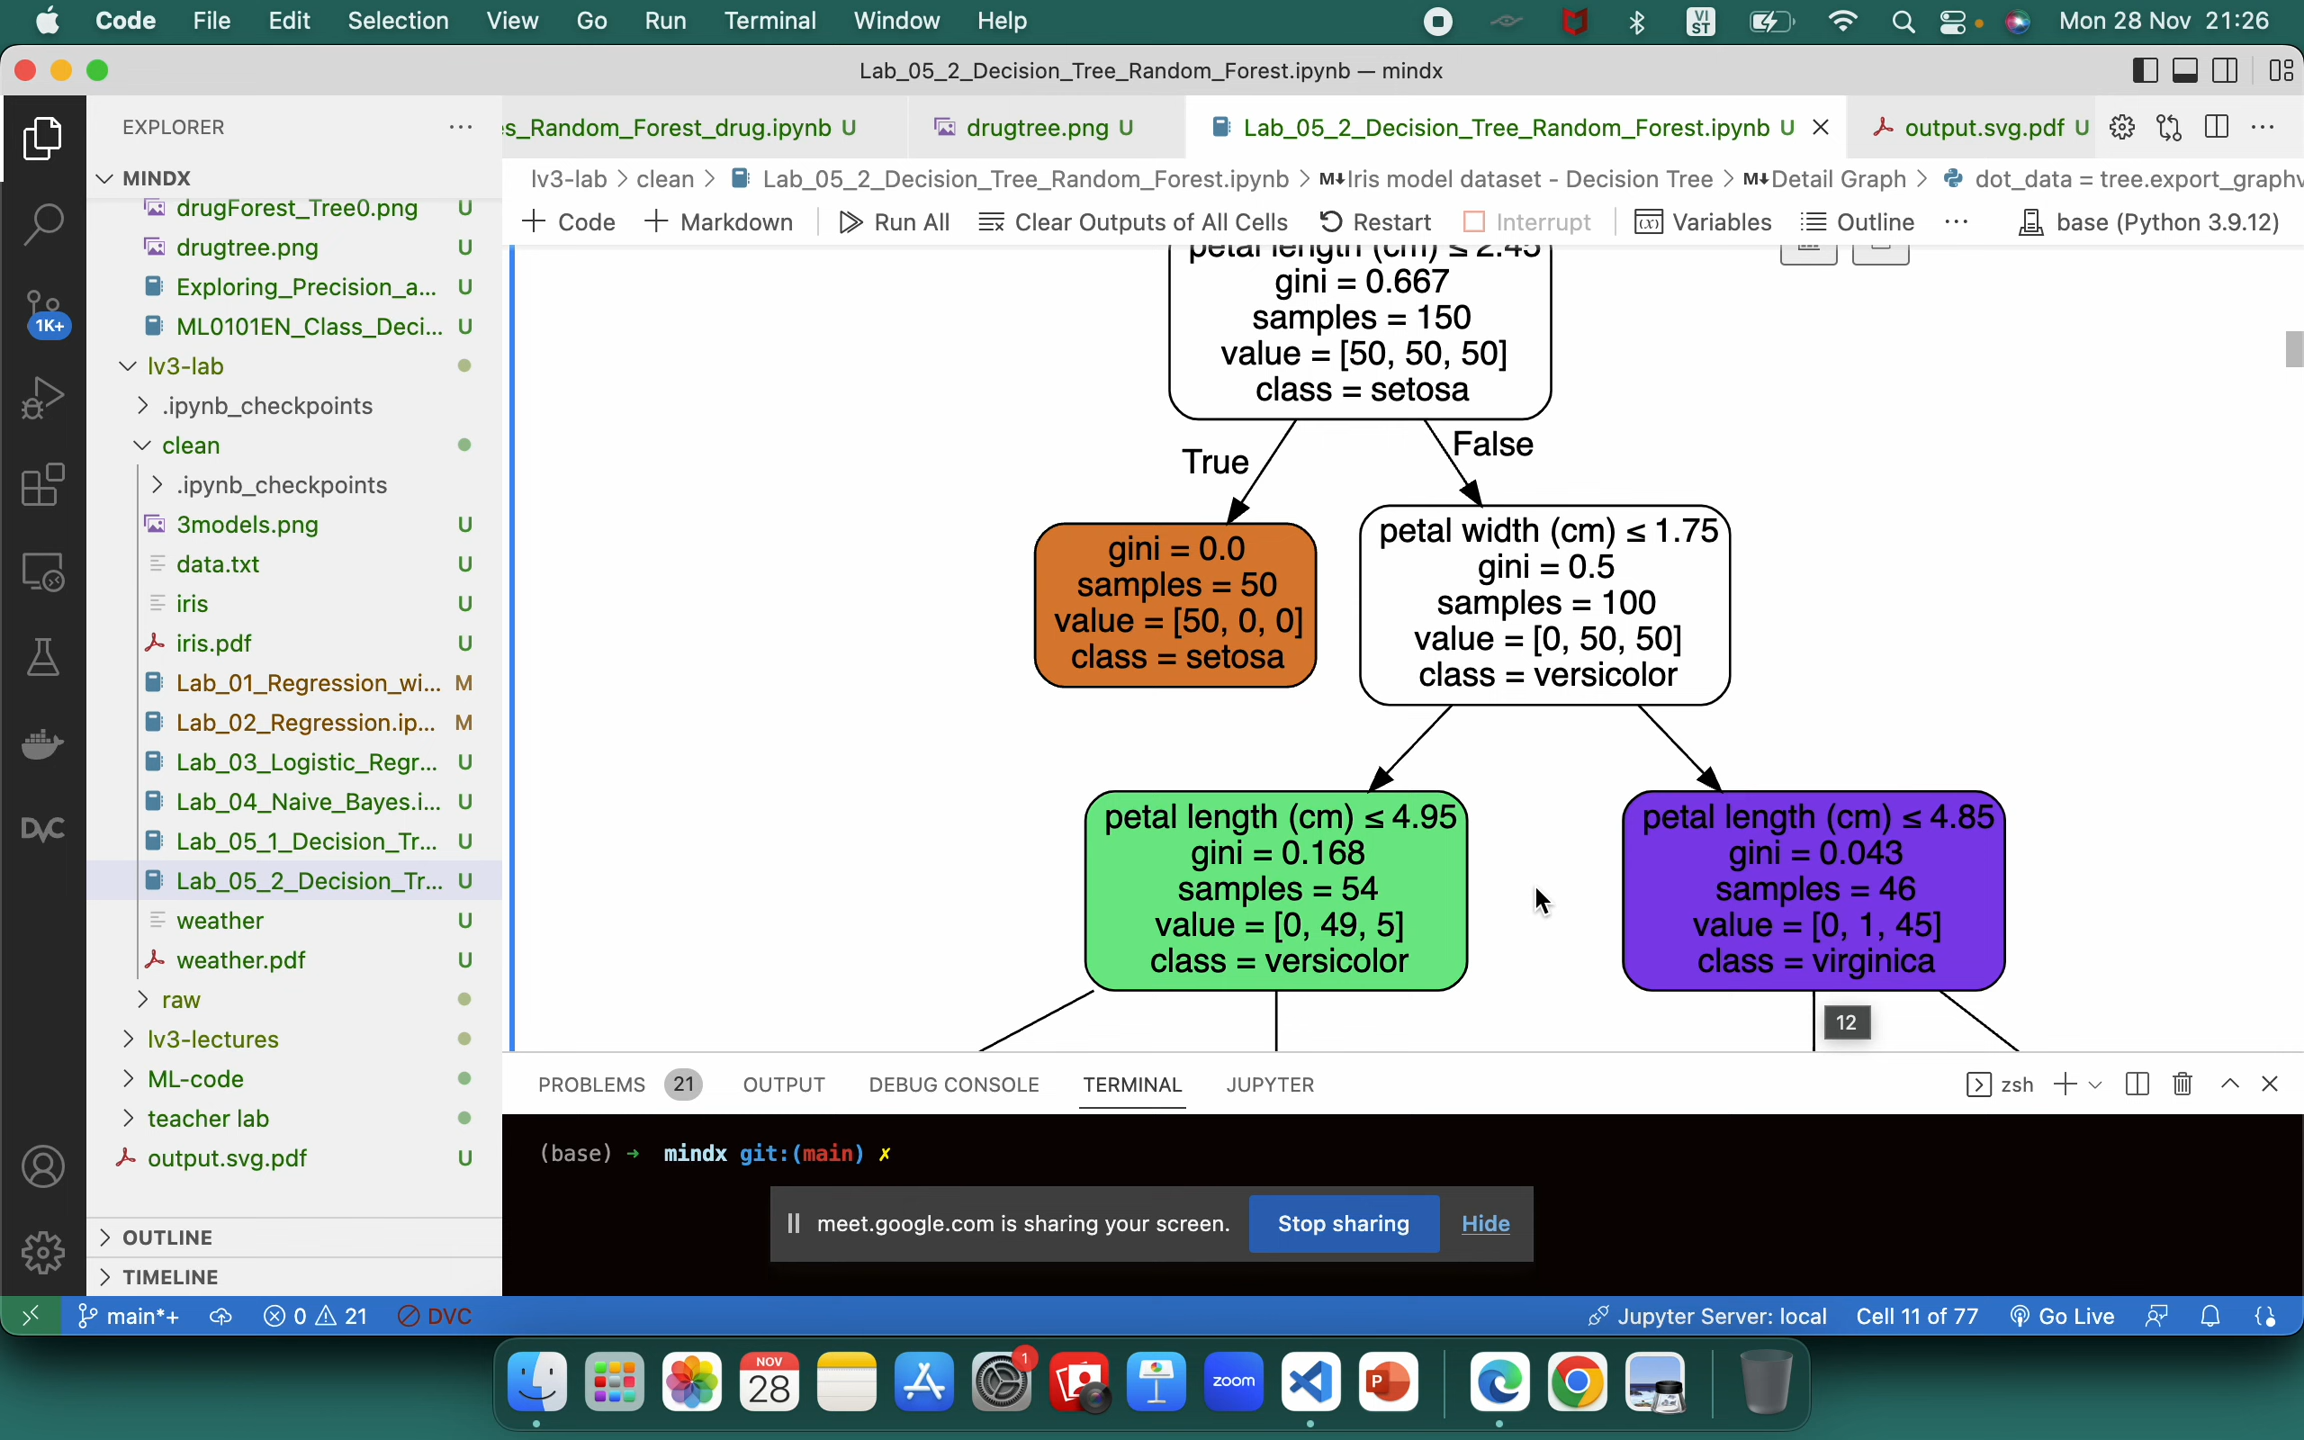 Code File Edit Selection View Go Run Terminal Window Help VI ST Mon 28 Nov 21:26
Lab_05_2_Decision_Tree_Random_Forest.ipynb — mindx
EXPLORER
s_Random_Forest_drug.ipynb U drugtree.png U Lab_05_2_Decision_Tree_Random_Forest.ipynb U output.svg.pdf U
MINDX
lv3-lab > clean > Lab_05_2_Decision_Tree_Random_Forest.ipynb > M↓Iris model dataset - Decision Tree > M↓Detail Graph > dot_data = tree.export_graphv
+ Code + Markdown Run All Clear Outputs of All Cells Restart Interrupt Variables Outline ... base (Python 3.9.12)
drugForest_Tree0.png U
drugtree.png U
Exploring_Precision_a... U
ML0101EN_Class_Deci... U
lv3-lab
.ipynb_checkpoints
clean
.ipynb_checkpoints
3models.png U
data.txt U
iris U
iris.pdf U
Lab_01_Regression_wi... M
Lab_02_Regression.ip... M
Lab_03_Logistic_Regr... U
Lab_04_Naive_Bayes.i... U
Lab_05_1_Decision_Tr... U
Lab_05_2_Decision_Tr... U
weather U
weather.pdf U
raw
lv3-lectures
ML-code
teacher lab
output.svg.pdf U
OUTLINE
TIMELINE
1K+
DVC
petal length (cm) ≤ 2.45
gini = 0.667
samples = 150
value = [50, 50, 50]
class = setosa
True
False
gini = 0.0
samples = 50
value = [50, 0, 0]
class = setosa
petal width (cm) ≤ 1.75
gini = 0.5
samples = 100
value = [0, 50, 50]
class = versicolor
petal length (cm) ≤ 4.95
gini = 0.168
samples = 54
value = [0, 49, 5]
class = versicolor
petal length (cm) ≤ 4.85
gini = 0.043
samples = 46
value = [0, 1, 45]
class = virginica
12
PROBLEMS 21 OUTPUT DEBUG CONSOLE TERMINAL JUPYTER zsh
(base) → mindx git:(main) ✗
meet.google.com is sharing your screen. Stop sharing Hide
main*+ 0 21 DVC Jupyter Server: local Cell 11 of 77 Go Live
NOV
28
1
zoom
P